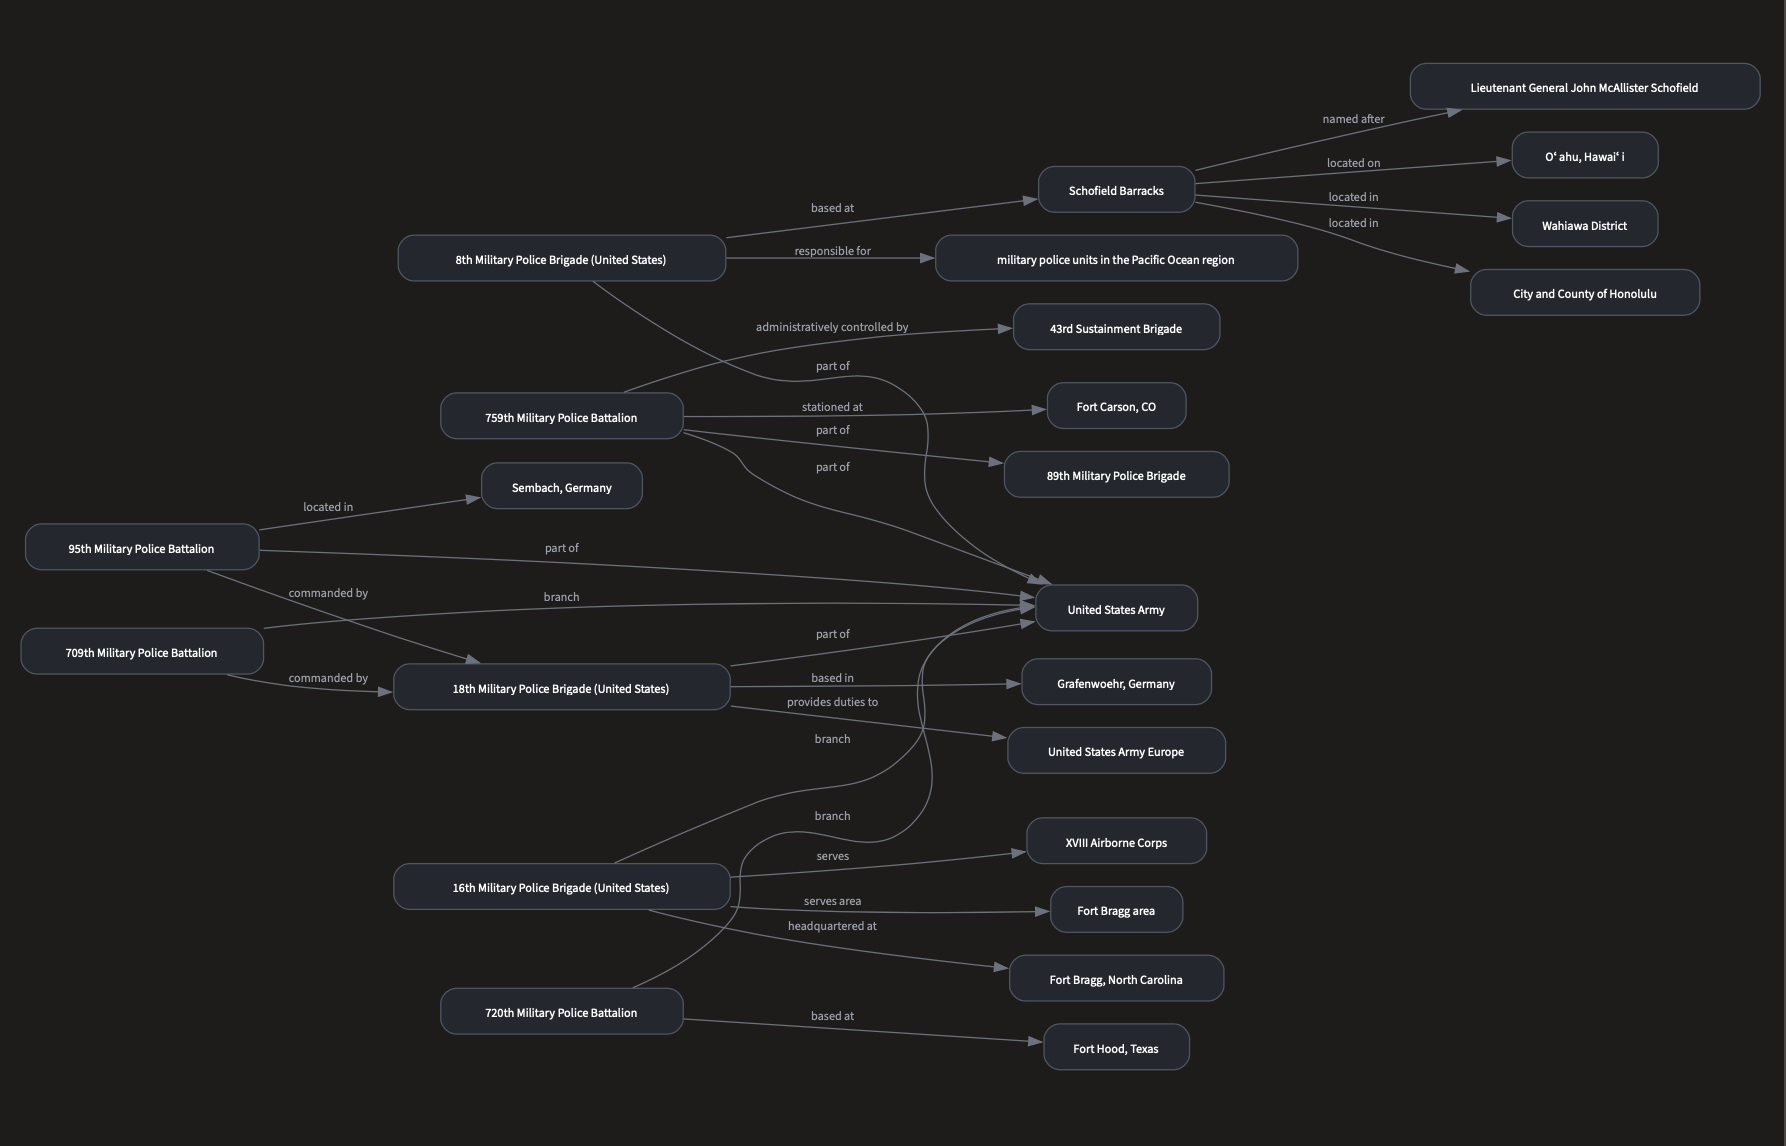 Lieutenant General John McAllister Schofield
named after
Oʻ ahu, Hawaiʻ i
located on
Schofield Barracks
located in
based at
Wahiawa District
located in
responsible for
8th Military Police Brigade (United States)
military police units in the Pacific Ocean region
City and County of Honolulu
administratively controlled by
43rd Sustainment Brigade
part of
stationed at
Fort Carson, CO
759th Military Police Battalion
part of
part of
89th Military Police Brigade
Sembach, Germany
located in
95th Military Police Battalion
part of
commanded by
branch
United States Army
part of
709th Military Police Battalion
commanded by
18th Military Police Brigade (United States)
based in
Grafenwoehr, Germany
provides duties to
branch
United States Army Europe
branch
XVIII Airborne Corps
serves
16th Military Police Brigade (United States)
serves area
Fort Bragg area
headquartered at
Fort Bragg, North Carolina
720th Military Police Battalion
based at
Fort Hood, Texas